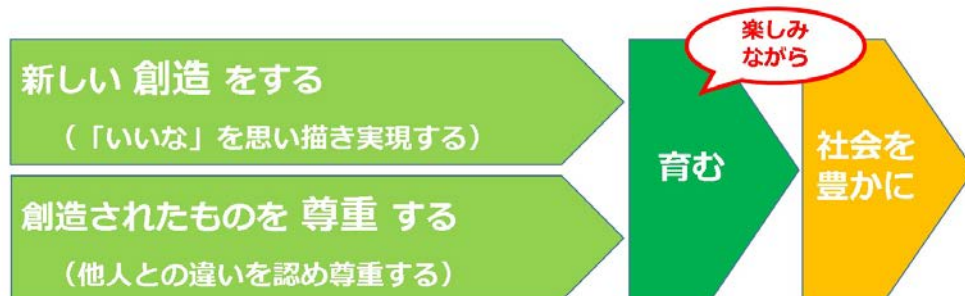 新しい 創造 をする
（「いいな」を思い描き実現する）
創造されたものを 尊重 する
（他人との違いを認め尊重する）
育む
楽しみ
ながら
社会を
豊かに